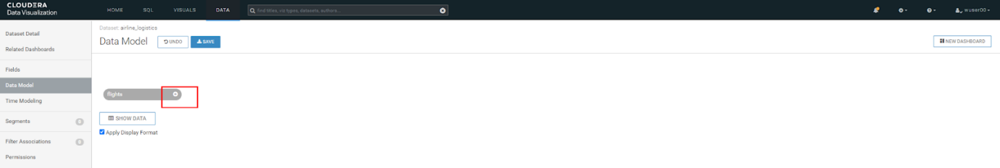 CLOUDERA
Data Visualization
HOME SQL VISUALS DATA
find titles, viz types, datasets, authors...
wuser00
Dataset Detail
Related Dashboards
Fields
Data Model
Time Modeling
Segments 0
Filter Associations 0
Permissions
Dataset: airline_logistics
Data Model
UNDO
SAVE
NEW DASHBOARD
flights
SHOW DATA
Apply Display Format